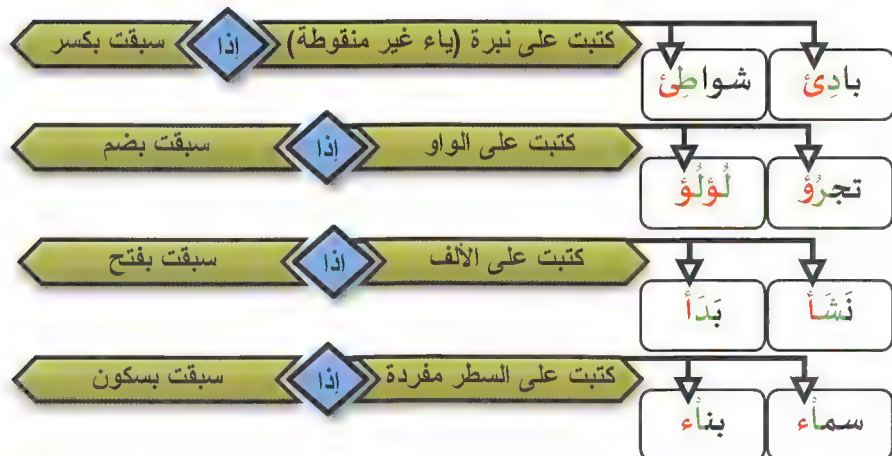 كتبت على نبرة (ياء غير منقوطة) إذا سبقت بكسر
بادِئ شواطِئ
كتبت على الواو إذا سبقت بضم
تجرُؤ لُؤلُؤ
كتبت على الألف إذا سبقت بفتح
نَشَأ بَدَأ
كتبت على السطر مفردة إذا سبقت بسكون
سماْء بناْء